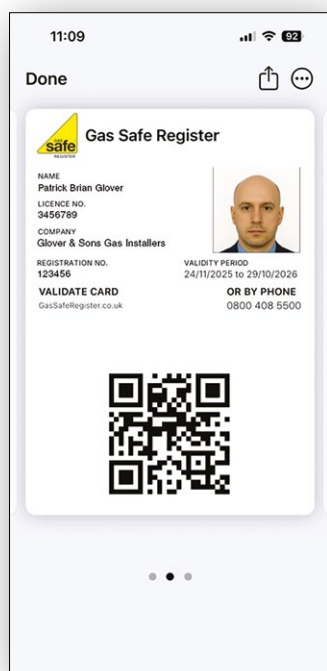 11:09
92
Done
GAS
safe
REGISTER
Gas Safe Register
NAME
Patrick Brian Glover
LICENCE NO.
3456789
COMPANY
Glover & Sons Gas Installers
REGISTRATION NO.
123456
VALIDITY PERIOD
24/11/2025 to 29/10/2026
VALIDATE CARD
GasSafeRegister.co.uk
OR BY PHONE
0800 408 5500